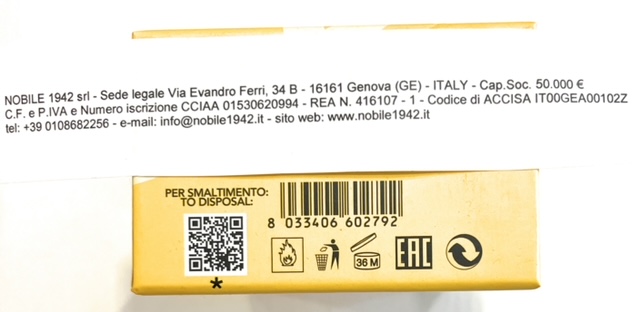 NOBILE 1942 srl - Sede legale Via Evandro Ferri, 34 B - 16161 Genova (GE) - ITALY - Cap.Soc. 50.000 €
C.F. e P.IVA e Numero iscrizione CCIAA 01530620994 - REA N. 416107 - 1 - Codice di ACCISA IT00GEA00102Z
tel: +39 0108682256 - e-mail: info@nobile1942.it - sito web: www.nobile1942.it
PER SMALTIMENTO:
TO DISPOSAL:
8 033406 602792
36 M
EAC
*